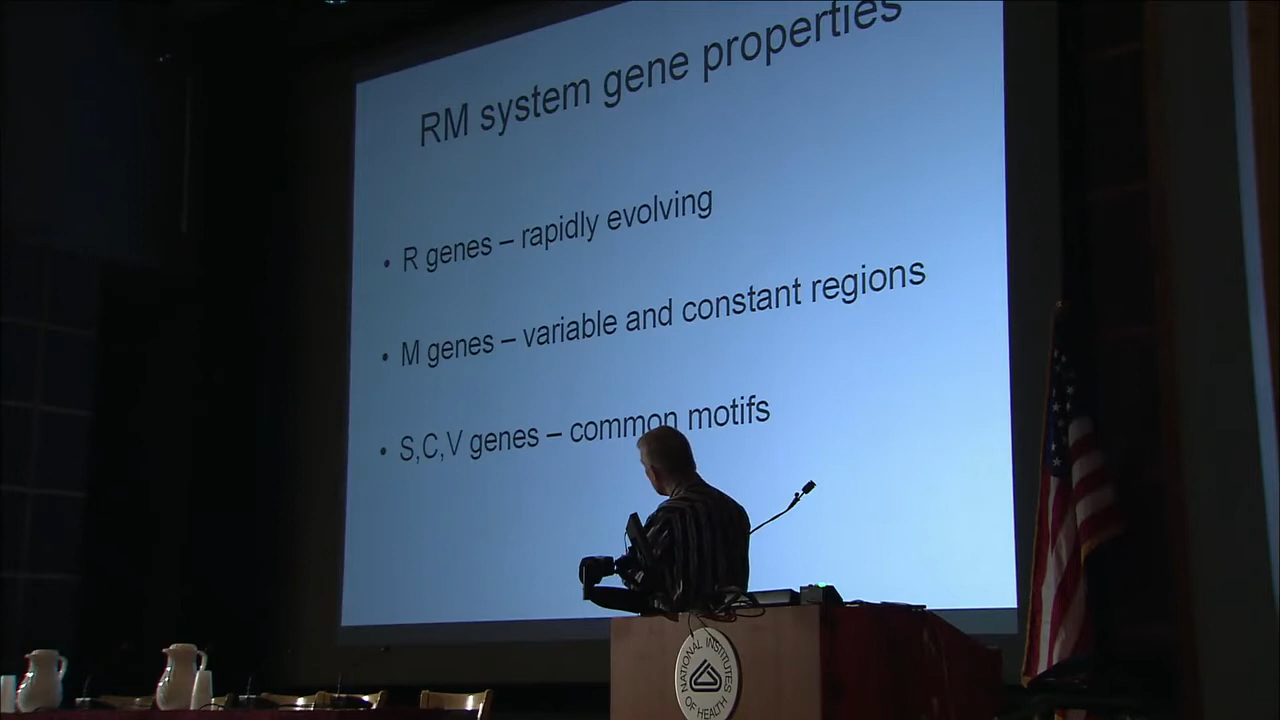 RM system gene properties
• R genes – rapidly evolving
• M genes – variable and constant regions
• S,C,V genes – common motifs
NATIONAL INSTITUTES
OF HEALTH